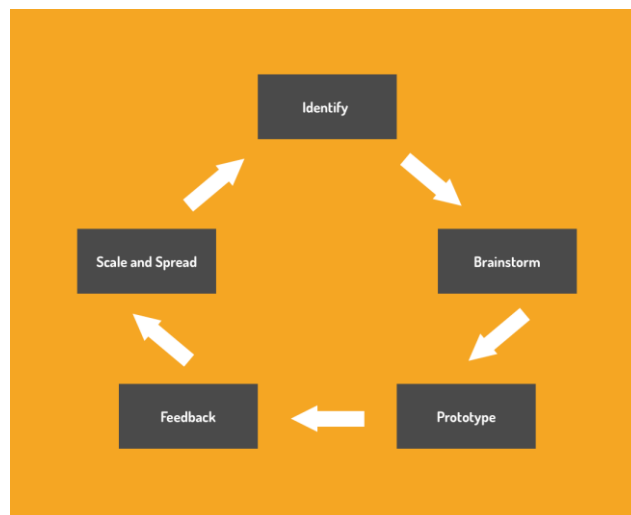 Identify
Brainstorm
Prototype
Feedback
Scale and Spread